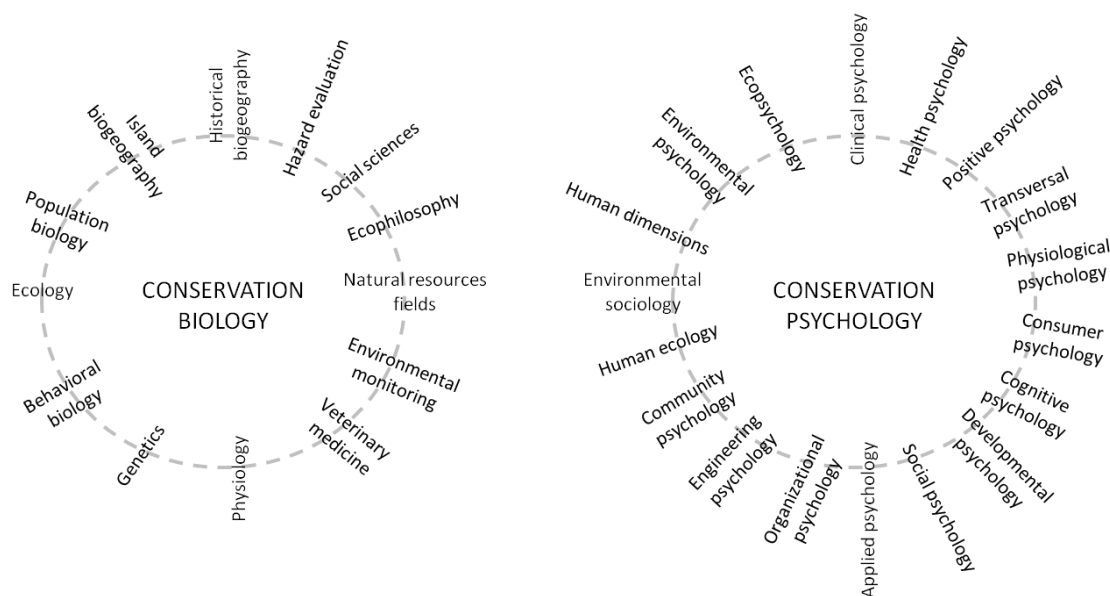 Historical
biogeography
Hazard evaluation
Social sciences
Ecophilosophy
Natural resources
fields
Environmental
monitoring
Veterinary
medicine
Physiology
Genetics
Behavioral
biology
Ecology
Population
biology
Island
biogeography
CONSERVATION
BIOLOGY
Clinical psychology
Health psychology
Positive psychology
Transversal
psychology
Physiological
psychology
Consumer
psychology
Cognitive
psychology
Developmental
psychology
Social psychology
Applied psychology
Organizational
psychology
Engineering
psychology
Community
psychology
Human ecology
Environmental
sociology
Human dimensions
Environmental
psychology
Ecopsychology
CONSERVATION
PSYCHOLOGY